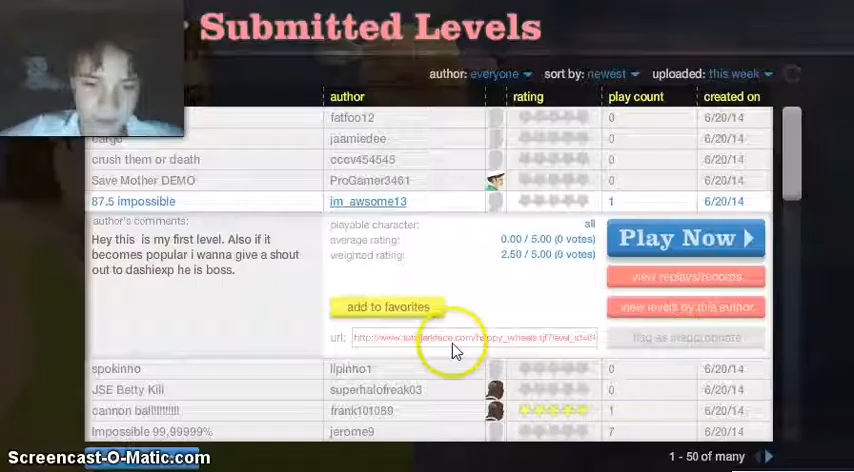 Submitted Levels
author: everyone sort by: newest uploaded: this week
author rating play count created on
fatfoo12 0 6/20/14
cargo jaamiedee 0 6/20/14
crush them or death cccv454545 0 6/20/14
Save Mother DEMO ProGamer3461 0 6/20/14
87.5 impossible im_awsome13 1 6/20/14
author's comments:
Hey this is my first level. Also if it
becomes popular i wanna give a shout
out to dashiexp he is boss.
playable character: all
average rating: 0.00 / 5.00 (0 votes)
weighted rating: 2.50 / 5.00 (0 votes)
add to favorites
url:
Play Now
view replays/records
view levels by this author
flag as inappropriate
spokinno lipinho1 0 6/20/14
JSE Betty Kill superhalofreak03 0 6/20/14
cannon ball!!!!!!!!! frank101089 1 6/20/14
Impossible 99,99999% jerome9 7 6/20/14
Screencast-O-Matic.com
1 - 50 of many